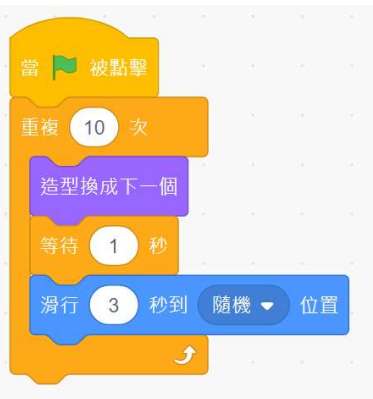 當 被點擊
重複 10 次
造型換成下一個
等待 1 秒
滑行 3 秒到 隨機 位置